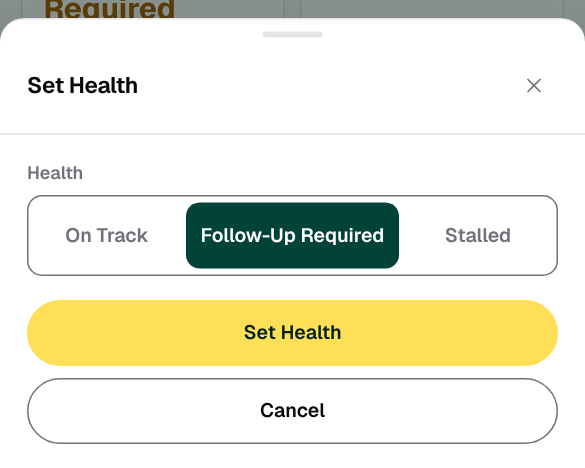 Required
Set Health
Health
On Track Follow-Up Required Stalled
Set Health
Cancel